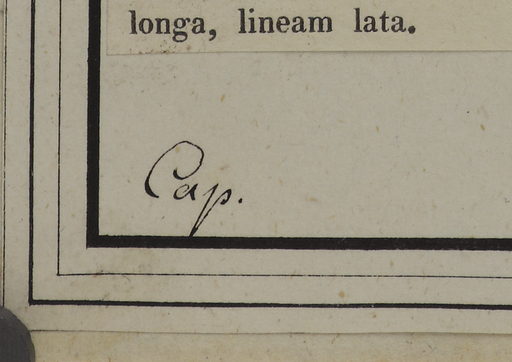 longa, lineam lata.
Cap.